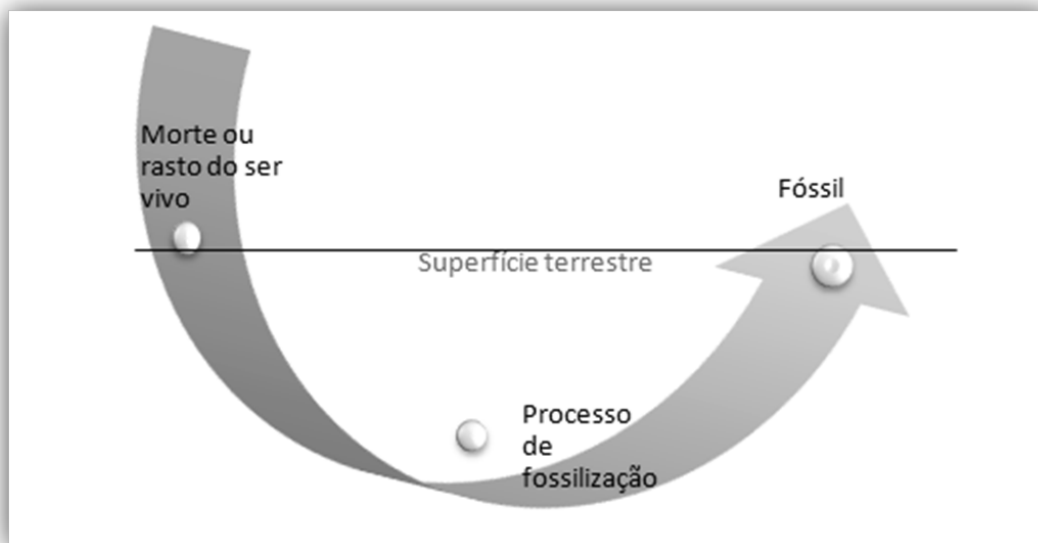 Morte ou
rasto do ser
vivo
Fóssil
Superfície terrestre
Processo
de
fossilização